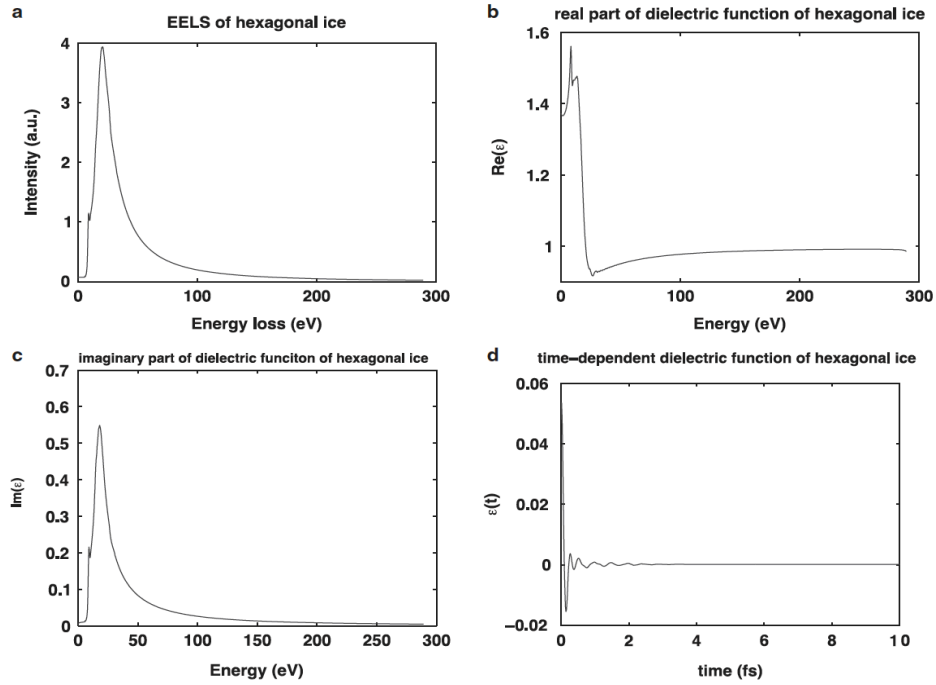 a
EELS of hexagonal ice
4
3
2
1
0
0 100 200 300
Intensity (a.u.)
Energy loss (eV)
b
real part of dielectric function of hexagonal ice
1.6
1.4
1.2
1
0 100 200 300
Re(ε)
Energy (eV)
c
imaginary part of dielectric funciton of hexagonal ice
0.7
0.6
0.5
0.4
0.3
0.2
0.1
0
0 50 100 150 200 250 300
Im(ε)
Energy (eV)
d
time–dependent dielectric function of hexagonal ice
0.06
0.04
0.02
0
–0.02
0 2 4 6 8 10
ε(t)
time (fs)